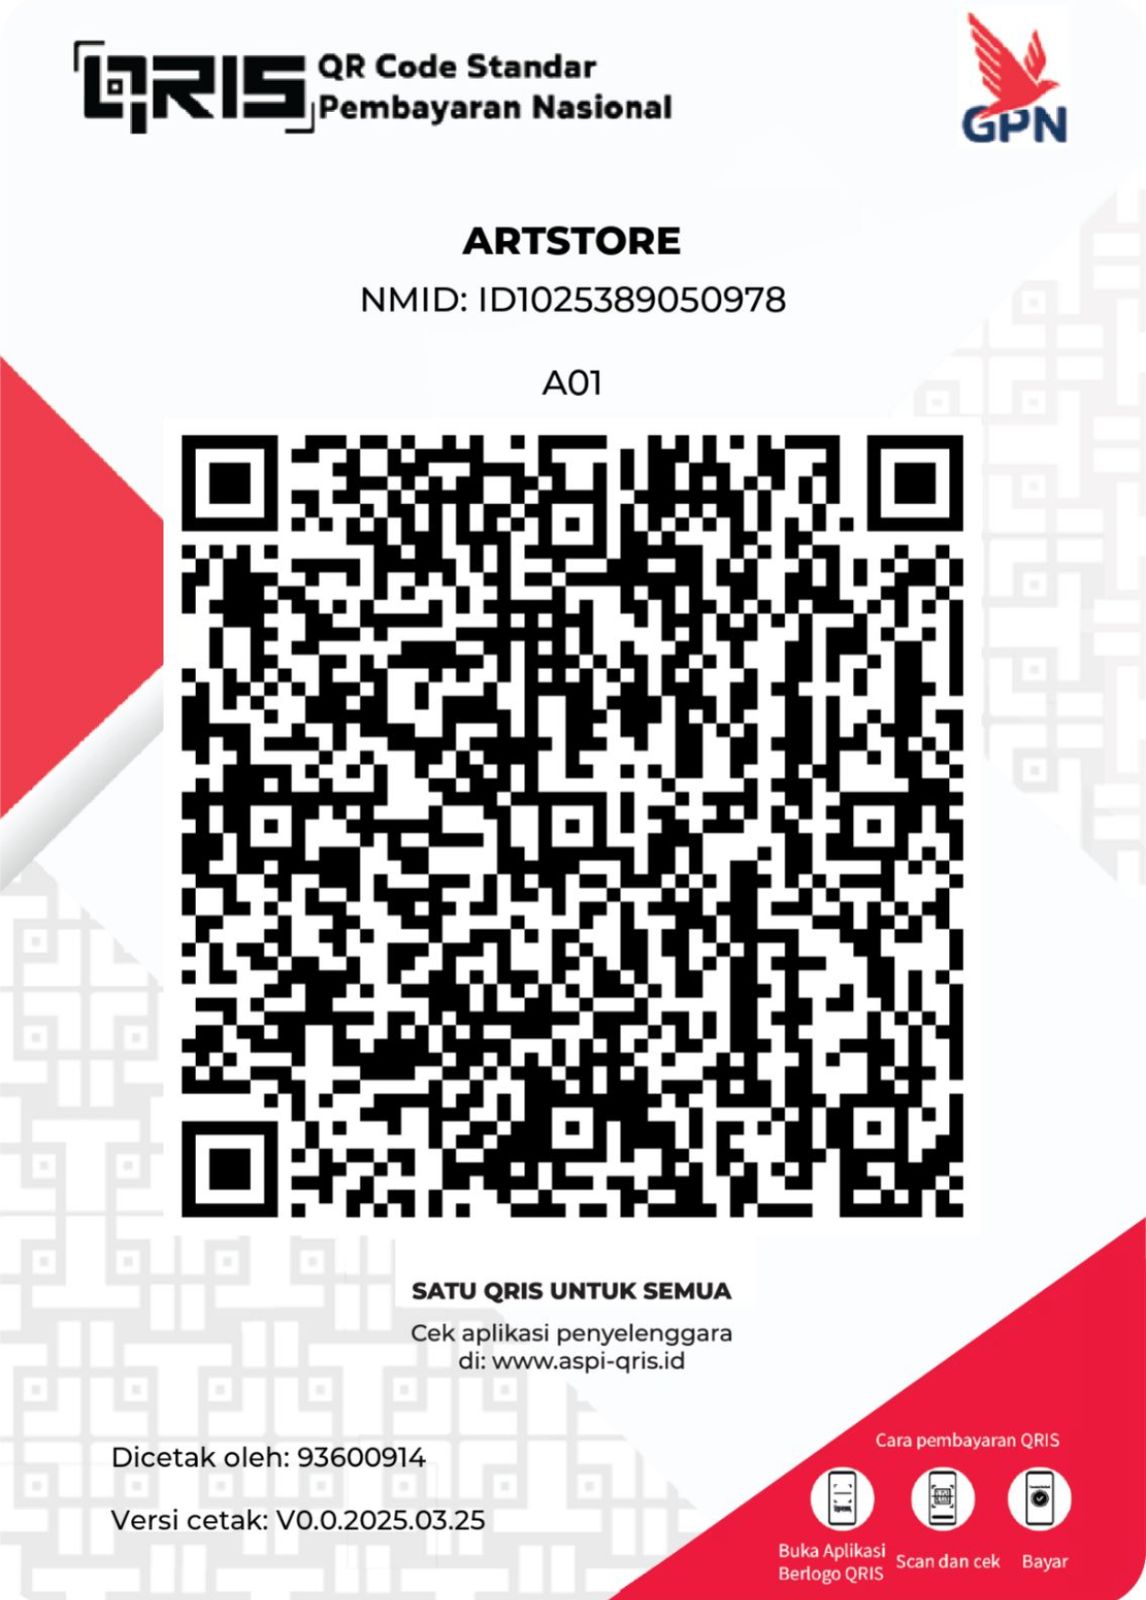 QRIS
QR Code Standar
Pembayaran Nasional
GPN
ARTSTORE
NMID: ID1025389050978
A01
SATU QRIS UNTUK SEMUA
Cek aplikasi penyelenggara
di: www.aspi-qris.id
Dicetak oleh: 93600914
Versi cetak: V0.0.2025.03.25
Cara pembayaran QRIS
Buka Aplikasi
Berlogo QRIS
Scan dan cek
Bayar